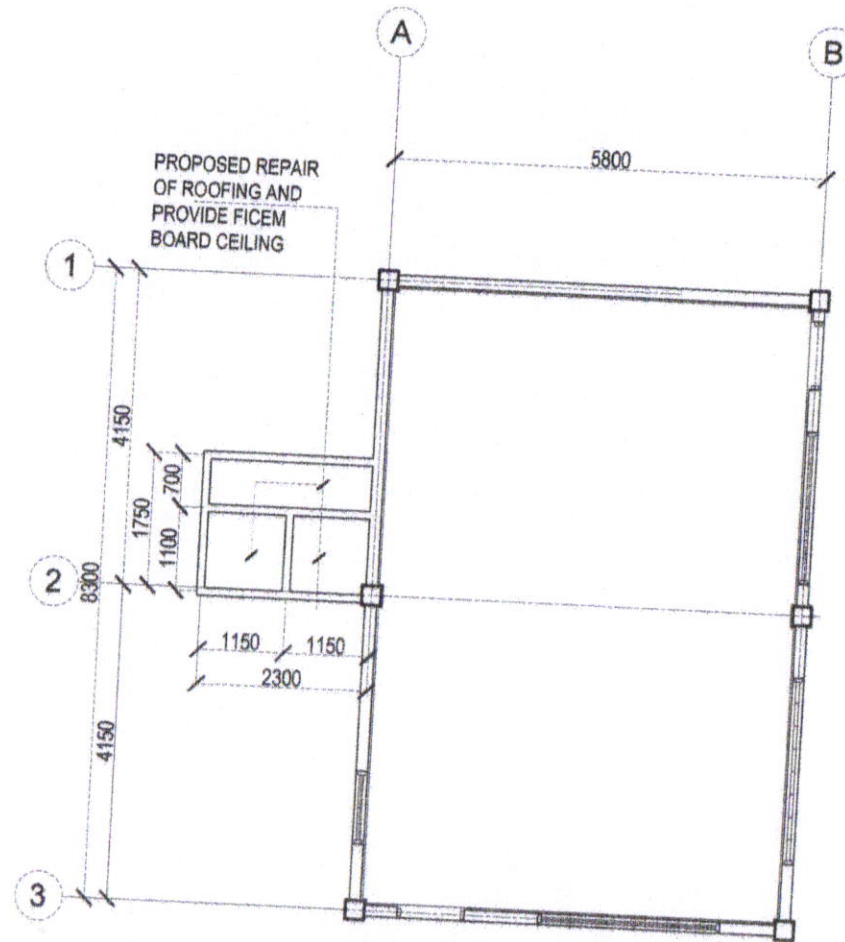 A
B
5800
PROPOSED REPAIR
OF ROOFING AND
PROVIDE FICEM
BOARD CEILING
1
4150
700
1750
1100
2
8300
1150
1150
2300
4150
3